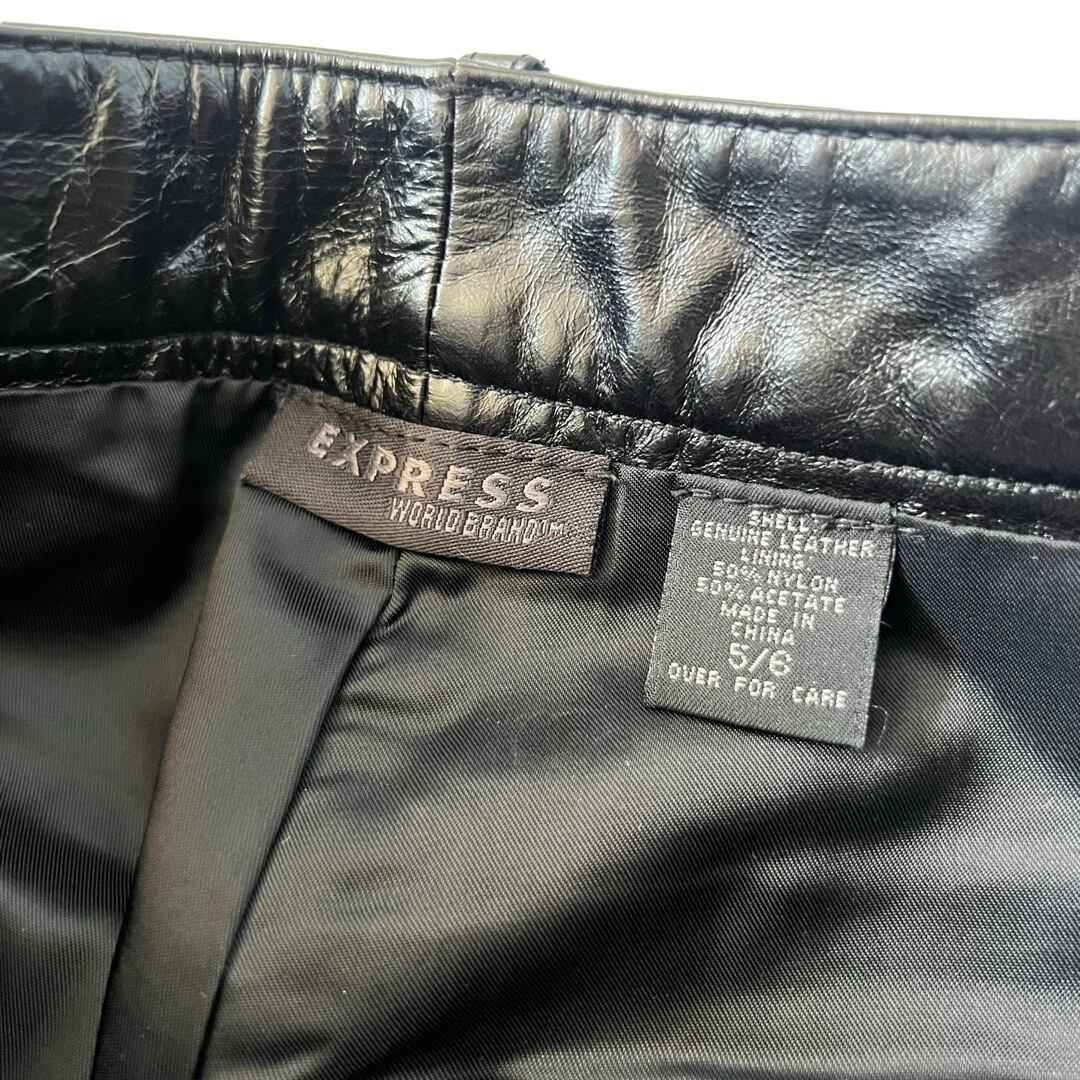 EXPRESS
WORLD BRAND™
SHELL:
GENUINE LEATHER
LINING:
50% NYLON
50% ACETATE
MADE IN
CHINA
5/6
OVER FOR CARE